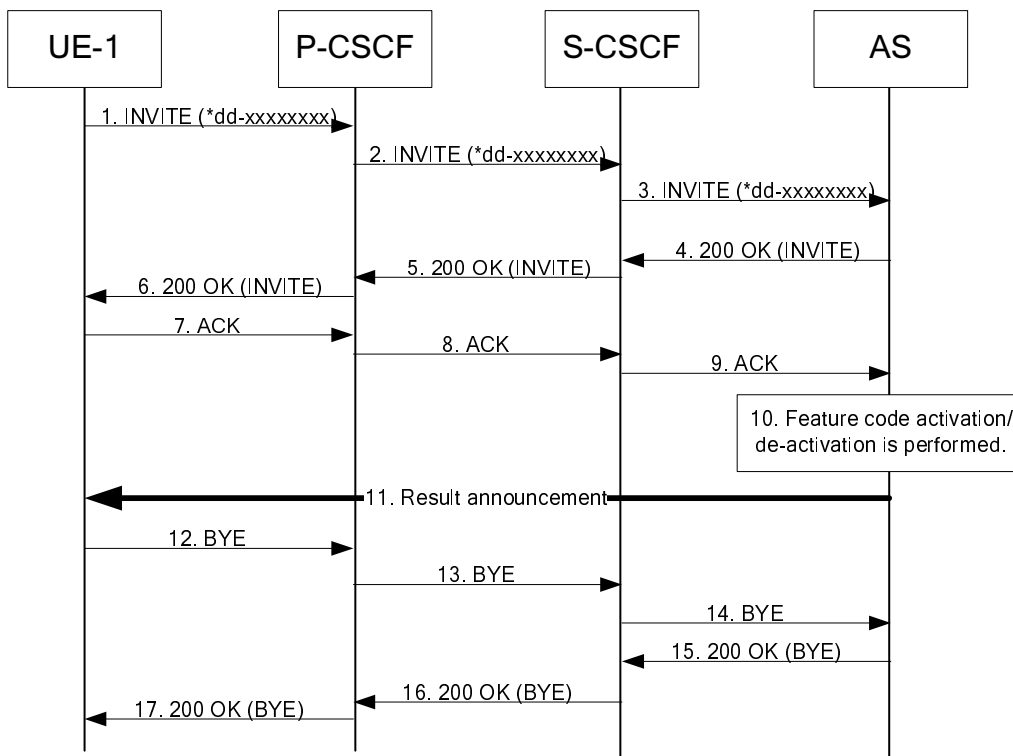 UE-1
P-CSCF
S-CSCF
AS
1. INVITE (*dd-xxxxxxxx)
2. INVITE (*dd-xxxxxxxx)
3. INVITE (*dd-xxxxxxxx)
4. 200 OK (INVITE)
5. 200 OK (INVITE)
6. 200 OK (INVITE)
7. ACK
8. ACK
9. ACK
10. Feature code activation/
de-activation is performed.
11. Result announcement
12. BYE
13. BYE
14. BYE
15. 200 OK (BYE)
16. 200 OK (BYE)
17. 200 OK (BYE)